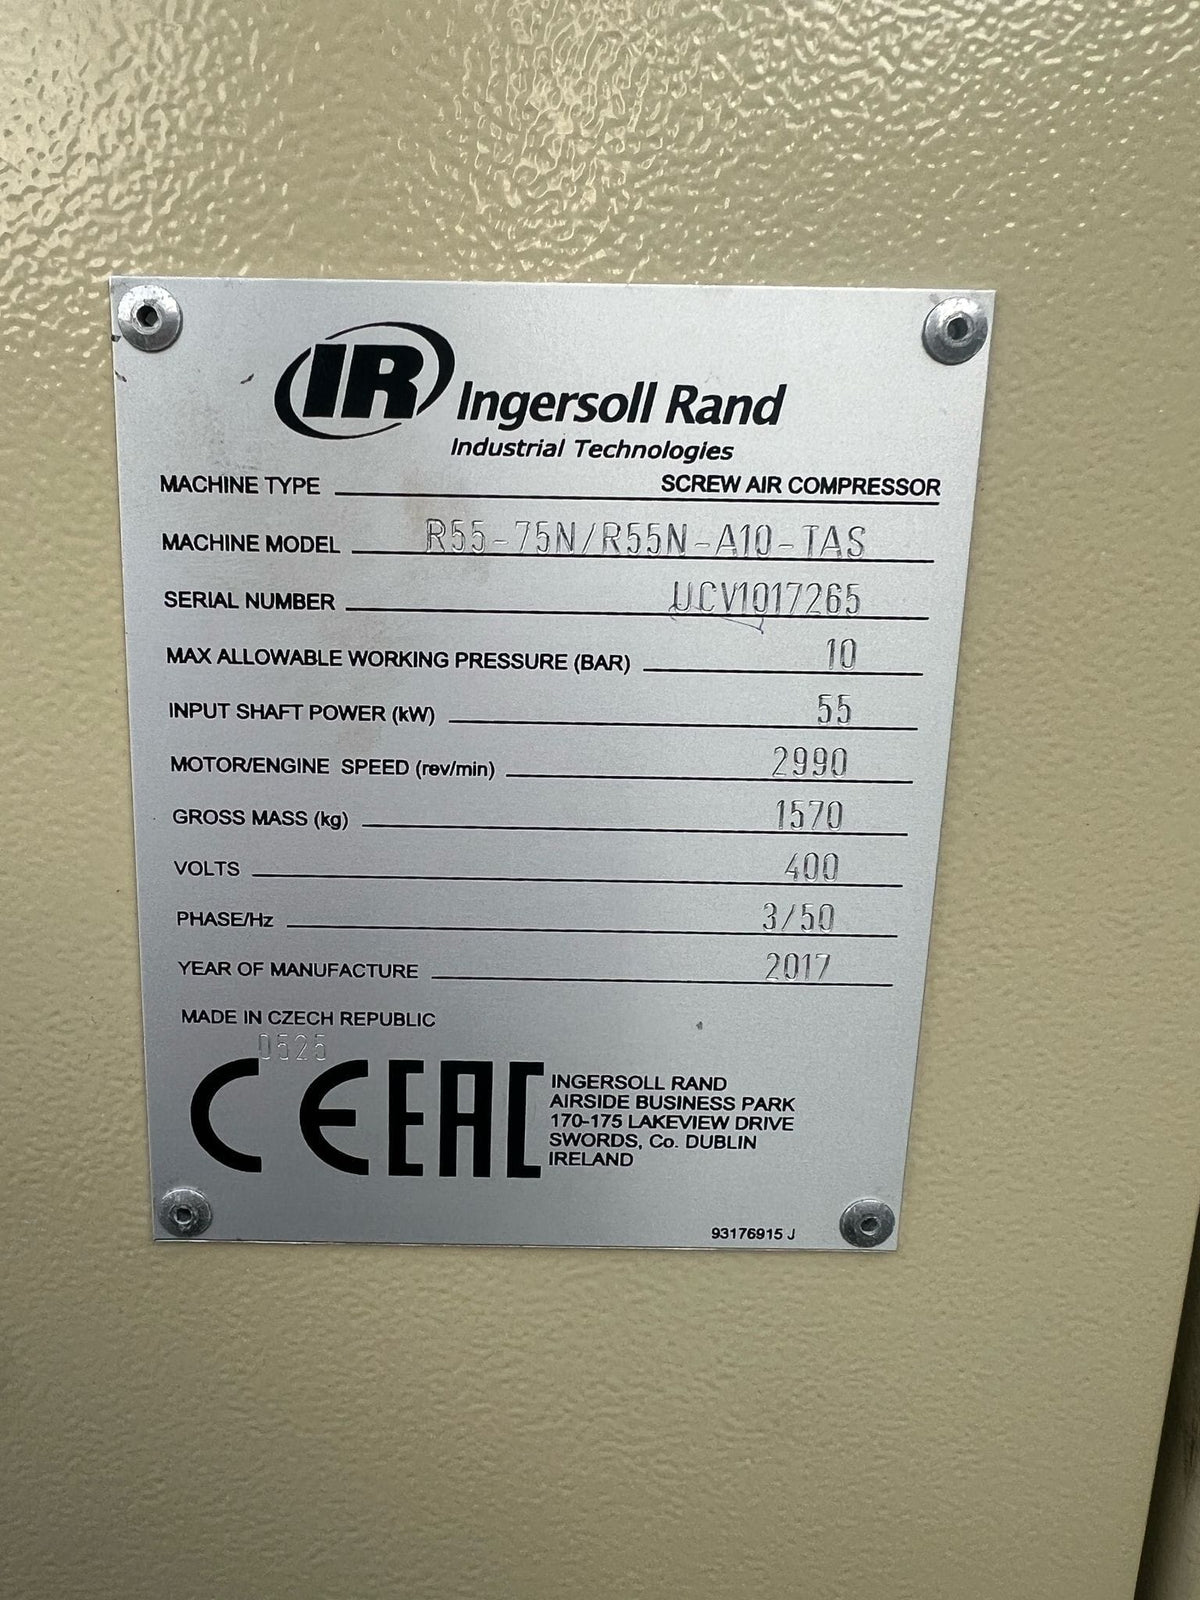 IR Ingersoll Rand
Industrial Technologies
MACHINE TYPE SCREW AIR COMPRESSOR
MACHINE MODEL R55-75N/R55N-A10-TAS
SERIAL NUMBER UCV1017265
MAX ALLOWABLE WORKING PRESSURE (BAR) 10
INPUT SHAFT POWER (kW) 55
MOTOR/ENGINE SPEED (rev/min) 2990
GROSS MASS (kg) 1570
VOLTS 400
PHASE/Hz 3/50
YEAR OF MANUFACTURE 2017
MADE IN CZECH REPUBLIC
0525
CE EAC
INGERSOLL RAND
AIRSIDE BUSINESS PARK
170-175 LAKEVIEW DRIVE
SWORDS, Co. DUBLIN
IRELAND
93176915 J